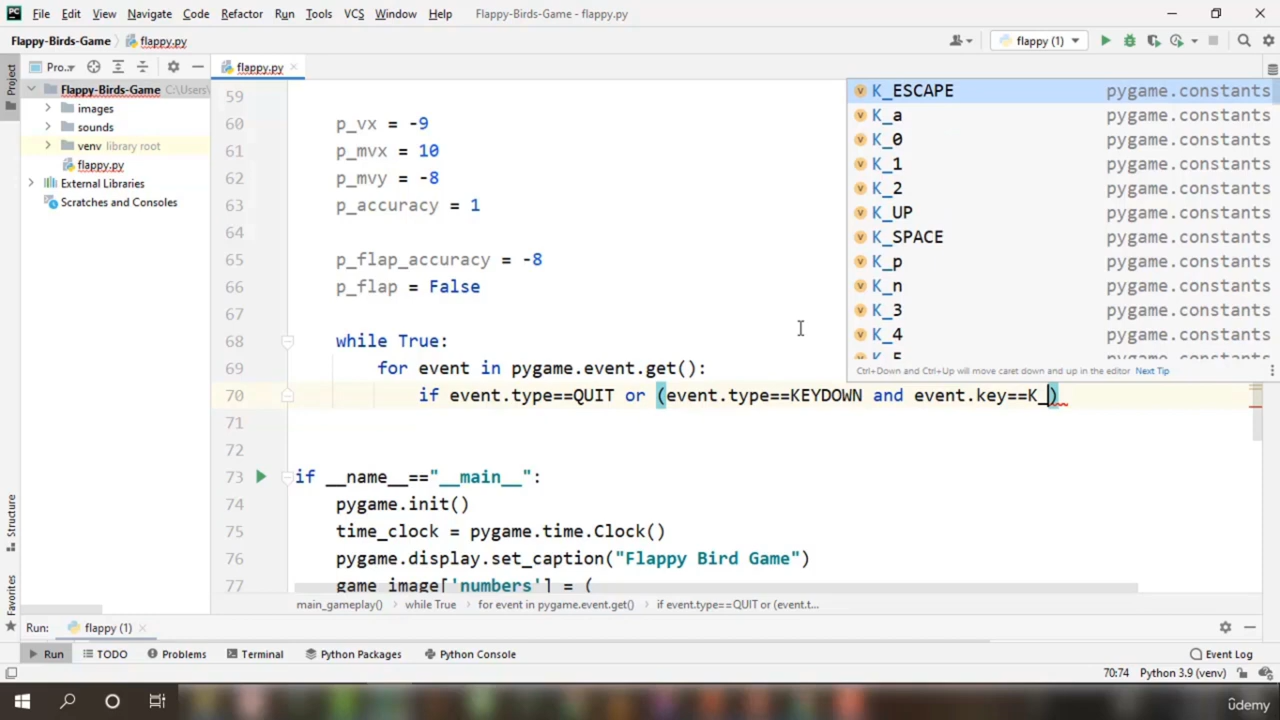 PC File Edit View Navigate Code Refactor Run Tools VCS Window Help Flappy-Birds-Game - flappy.py
Flappy-Birds-Game flappy.py flappy (1)
Project
Pro... flappy.py
Flappy-Birds-Game C:\Users\
images
sounds
venv library root
flappy.py
External Libraries
Scratches and Consoles
59
60 p_vx = -9
61 p_mvx = 10
62 p_mvy = -8
63 p_accuracy = 1
64
65 p_flap_accuracy = -8
66 p_flap = False
67
68 while True:
69 for event in pygame.event.get():
70 if event.type==QUIT or (event.type==KEYDOWN and event.key==K_)
71
72
73 if __name__=="__main__":
74 pygame.init()
75 time_clock = pygame.time.Clock()
76 pygame.display.set_caption("Flappy Bird Game")
77 game_image['numbers'] = (
K_ESCAPE pygame.constants
K_a pygame.constants
K_0 pygame.constants
K_1 pygame.constants
K_2 pygame.constants
K_UP pygame.constants
K_SPACE pygame.constants
K_p pygame.constants
K_n pygame.constants
K_3 pygame.constants
K_4 pygame.constants
K_5 pygame.constants
Ctrl+Down and Ctrl+Up will move caret down and up in the editor Next Tip
main_gameplay() while True for event in pygame.event.get() if event.type==QUIT or (event.t...
Structure
Favorites
Run: flappy (1)
Run TODO Problems Terminal Python Packages Python Console Event Log
70:74 Python 3.9 (venv)
udemy